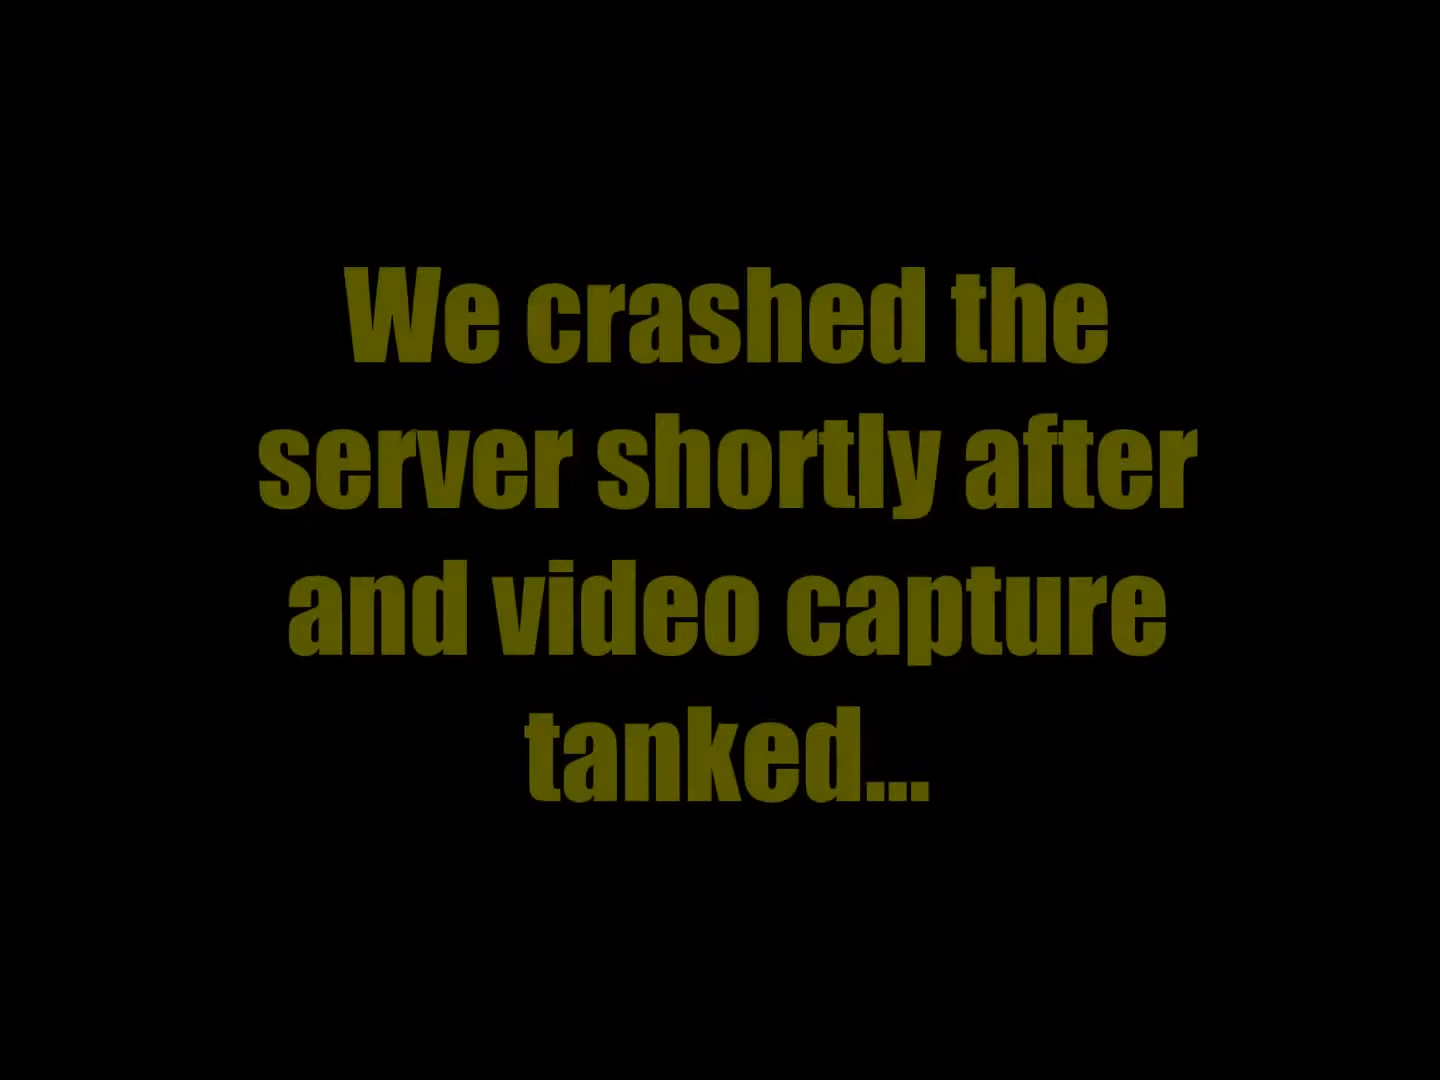 We crashed the
server shortly after
and video capture
tanked...